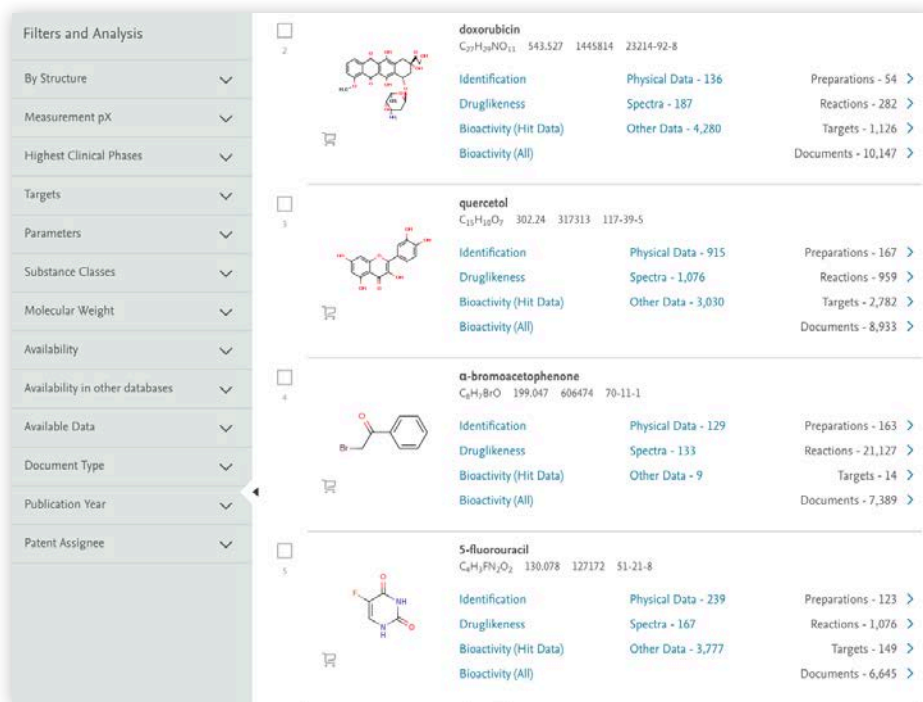 Filters and Analysis
By Structure
Measurement pX
Highest Clinical Phases
Targets
Parameters
Substance Classes
Molecular Weight
Availability
Availability in other databases
Available Data
Document Type
Publication Year
Patent Assignee
2
doxorubicin
C₂₇H₂₉NO₁₁ 543.527 1445814 23214-92-8
Identification Physical Data - 136 Preparations - 54
Druglikeness Spectra - 187 Reactions - 282
Bioactivity (Hit Data) Other Data - 4,280 Targets - 1,126
Bioactivity (All) Documents - 10,147
3
quercetol
C₁₅H₁₀O₇ 302.24 317313 117-39-5
HO O OH OH OH O OH
Identification Physical Data - 915 Preparations - 167
Druglikeness Spectra - 1,076 Reactions - 959
Bioactivity (Hit Data) Other Data - 3,030 Targets - 2,782
Bioactivity (All) Documents - 8,933
4
α-bromoacetophenone
C₈H₇BrO 199.047 606474 70-11-1
O
Br
Identification Physical Data - 129 Preparations - 163
Druglikeness Spectra - 133 Reactions - 21,127
Bioactivity (Hit Data) Other Data - 9 Targets - 14
Bioactivity (All) Documents - 7,389
5
5-fluorouracil
C₄H₃FN₂O₂ 130.078 127172 51-21-8
O
F
NH
N
H
O
Identification Physical Data - 239 Preparations - 123
Druglikeness Spectra - 167 Reactions - 1,076
Bioactivity (Hit Data) Other Data - 3,777 Targets - 149
Bioactivity (All) Documents - 6,645